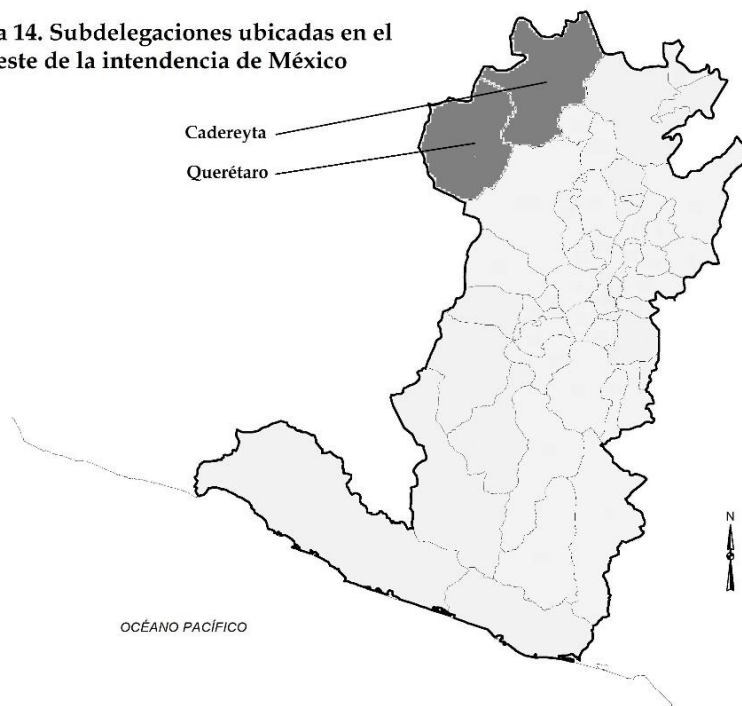 a 14. Subdelegaciones ubicadas en el
este de la intendencia de México
Cadereyta
Querétaro
N
OCÉANO PACÍFICO